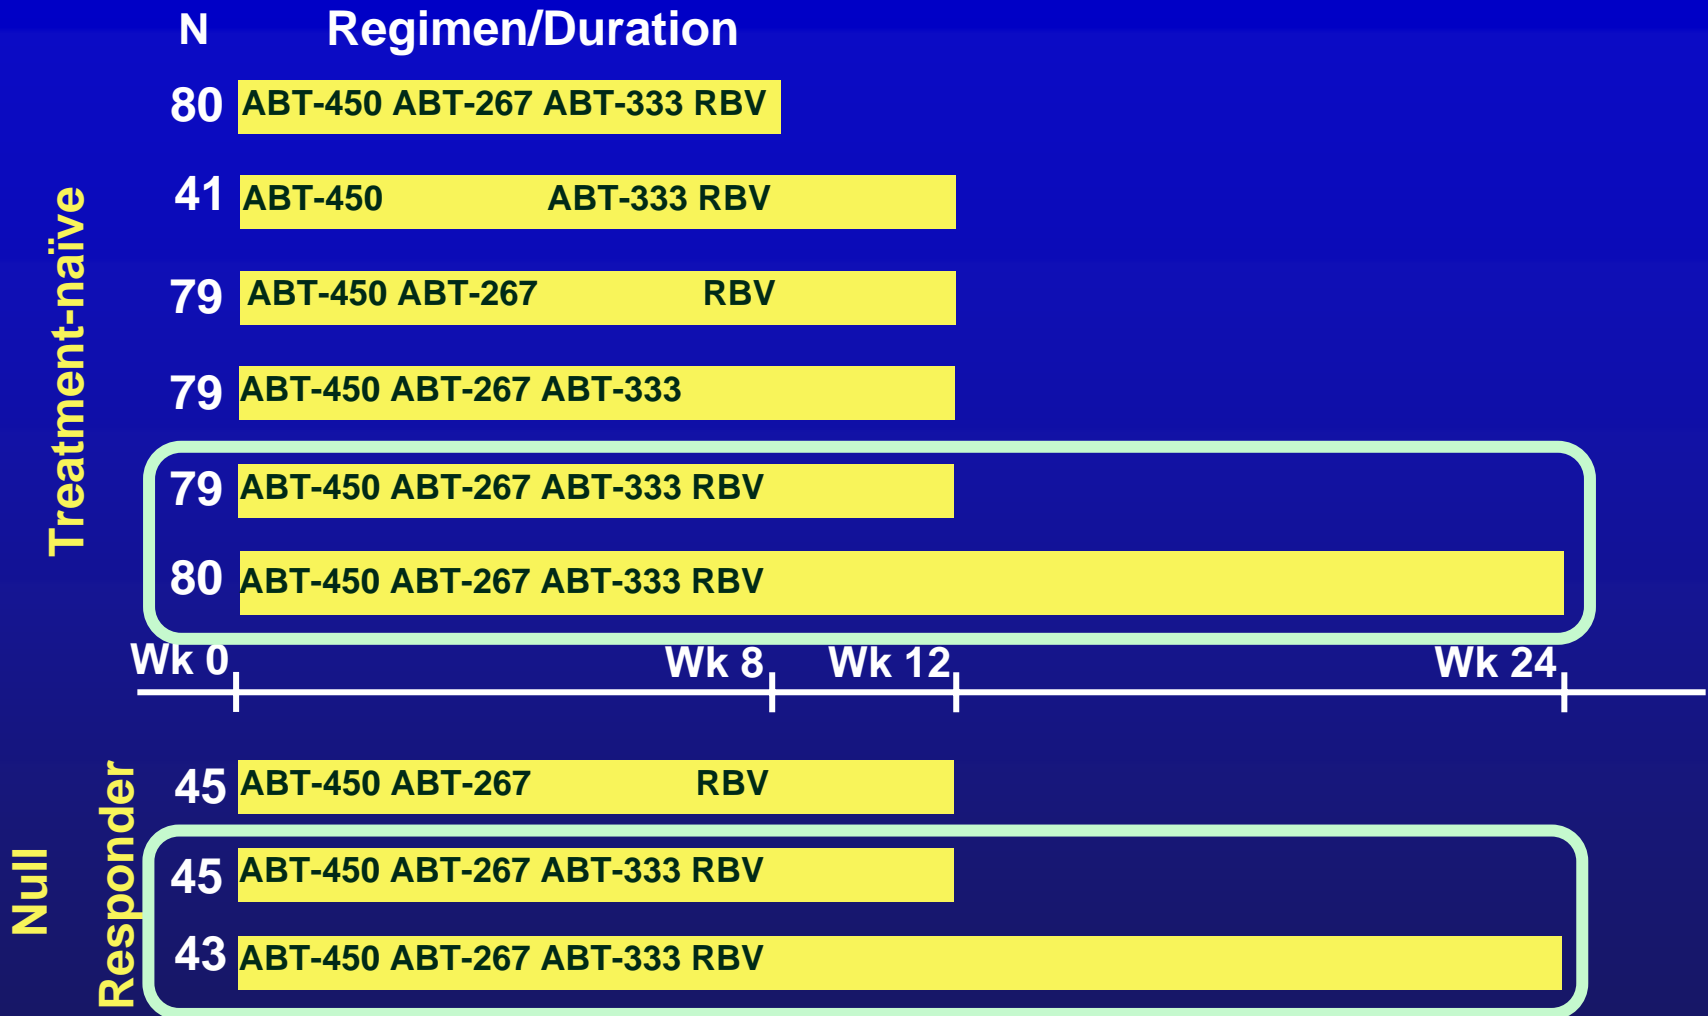 N Regimen/Duration
Treatment-naïve
80 ABT-450 ABT-267 ABT-333 RBV
41 ABT-450 ABT-333 RBV
79 ABT-450 ABT-267 RBV
79 ABT-450 ABT-267 ABT-333
79 ABT-450 ABT-267 ABT-333 RBV
80 ABT-450 ABT-267 ABT-333 RBV
Wk 0 Wk 8 Wk 12 Wk 24
Null
Responder
45 ABT-450 ABT-267 RBV
45 ABT-450 ABT-267 ABT-333 RBV
43 ABT-450 ABT-267 ABT-333 RBV